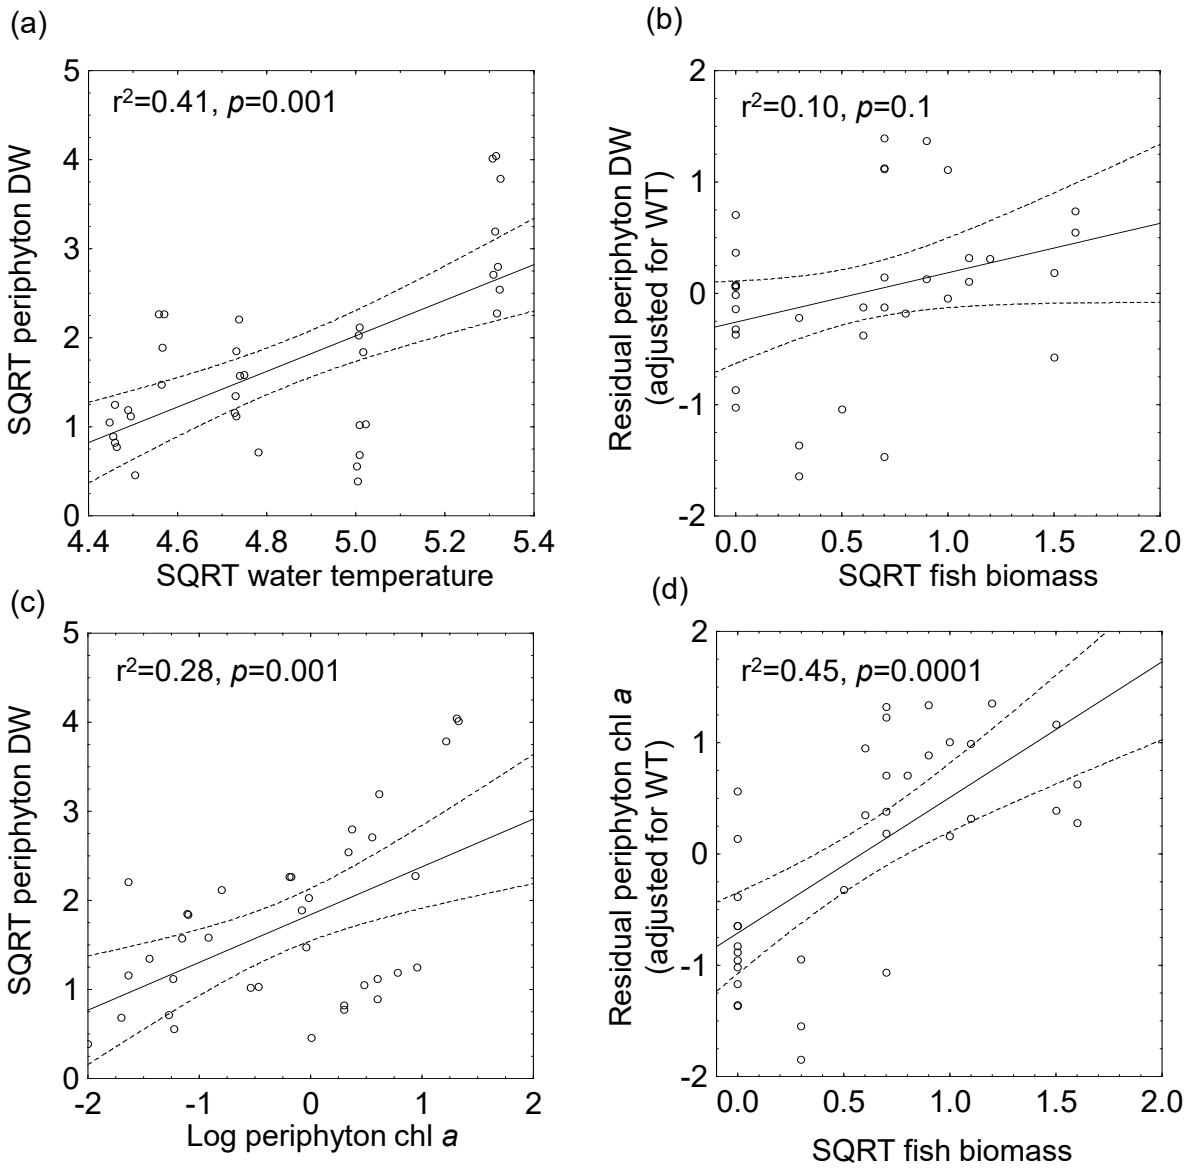 (a)
r²=0.41, p=0.001
SQRT periphyton DW
5
4
3
2
1
0
4.4 4.6 4.8 5.0 5.2 5.4
SQRT water temperature
(b)
r²=0.10, p=0.1
Residual periphyton DW
(adjusted for WT)
2
1
0
-1
-2
0.0 0.5 1.0 1.5 2.0
SQRT fish biomass
(c)
r²=0.28, p=0.001
SQRT periphyton DW
5
4
3
2
1
0
-2 -1 0 1 2
Log periphyton chl a
(d)
r²=0.45, p=0.0001
Residual periphyton chl a
(adjusted for WT)
2
1
0
-1
-2
0.0 0.5 1.0 1.5 2.0
SQRT fish biomass